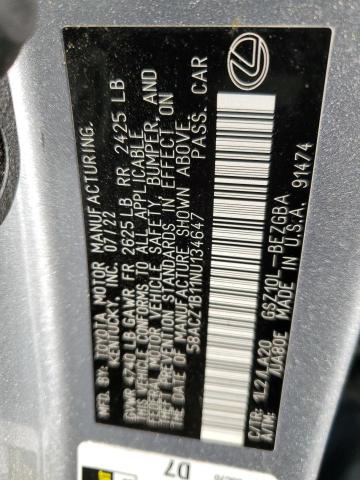 MFD. BY: TOYOTA MOTOR MANUFACTURING,
KENTUCKY, INC. 07/22
GVWR 4740 LB GAWR FR 2625 LB RR 2425 LB
THIS VEHICLE CONFORMS TO ALL APPLICABLE
FEDERAL MOTOR VEHICLE SAFETY, BUMPER, AND
THEFT PREVENTION STANDARDS IN EFFECT ON
THE DATE OF MANUFACTURE SHOWN ABOVE.
58ACZ1B11NU134647 PASS. CAR
C/TR: 1L2/LA20 GSZ10L-BEZGBA
A/TM: /UA80E MADE IN U.S.A. 91474
D7